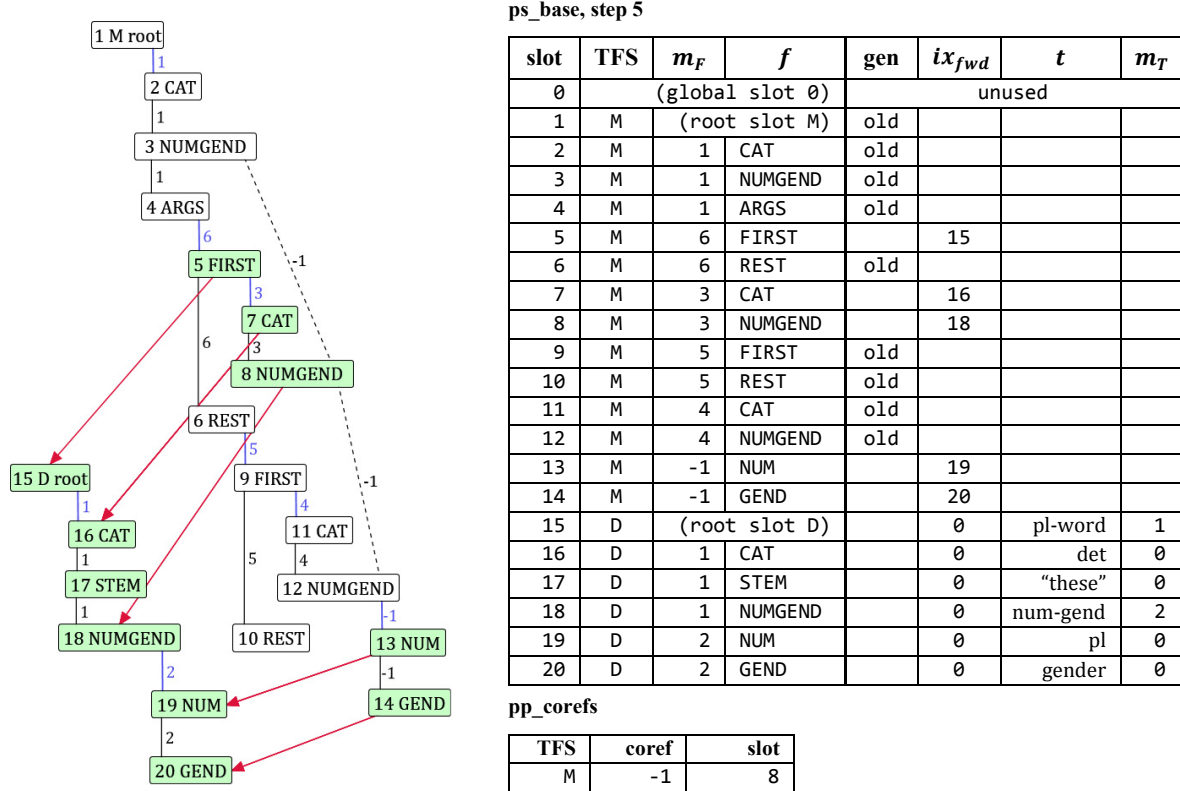 1 M root
1
2 CAT
1
3 NUMGEND
1
4 ARGS
6
5 FIRST
-1
3
7 CAT
6
3
8 NUMGEND
6 REST
5
15 D root
9 FIRST
-1
1
4
16 CAT
11 CAT
1
5
4
17 STEM
12 NUMGEND
1
-1
18 NUMGEND
10 REST
13 NUM
2
-1
19 NUM
14 GEND
2
20 GEND
ps_base, step 5
slot TFS m_F f gen ix_fwd t m_T
0 (global slot 0) unused
1 M (root slot M) old
2 M 1 CAT old
3 M 1 NUMGEND old
4 M 1 ARGS old
5 M 6 FIRST 15
6 M 6 REST old
7 M 3 CAT 16
8 M 3 NUMGEND 18
9 M 5 FIRST old
10 M 5 REST old
11 M 4 CAT old
12 M 4 NUMGEND old
13 M -1 NUM 19
14 M -1 GEND 20
15 D (root slot D) 0 pl-word 1
16 D 1 CAT 0 det 0
17 D 1 STEM 0 “these” 0
18 D 1 NUMGEND 0 num-gend 2
19 D 2 NUM 0 pl 0
20 D 2 GEND 0 gender 0
pp_corefs
TFS coref slot
M -1 8